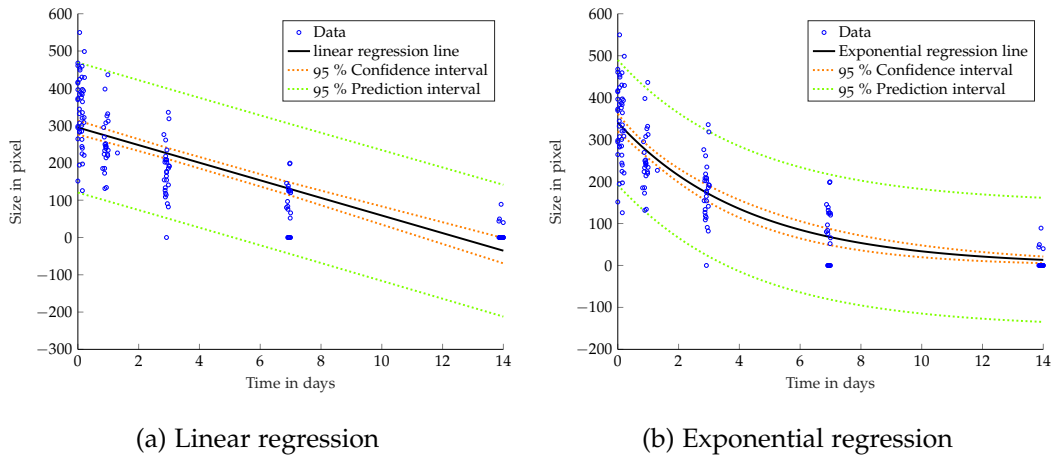 600
500
400
300
200
100
0
−100
−200
−300
Size in pixel
0
2
4
6
8
10
12
14
Time in days
Data
linear regression line
95 % Confidence interval
95 % Prediction interval
(a) Linear regression
600
500
400
300
200
100
0
−100
−200
Size in pixel
0
2
4
6
8
10
12
14
Time in days
Data
Exponential regression line
95 % Confidence interval
95 % Prediction interval
(b) Exponential regression